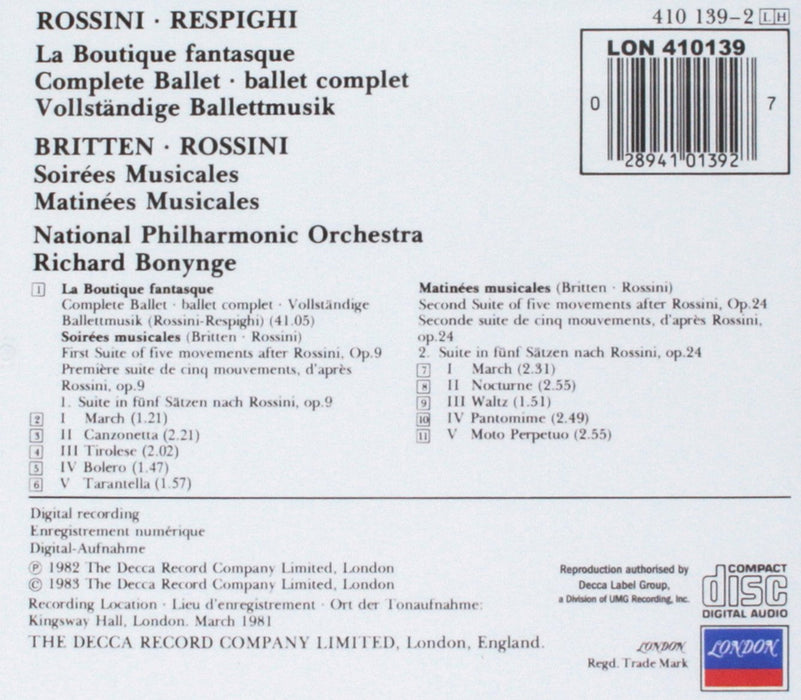 ROSSINI · RESPIGHI
410 139-2 LH
La Boutique fantasque
Complete Ballet · ballet complet
Vollständige Ballettmusik
LON 410139
0 28941 01392 7
BRITTEN · ROSSINI
Soirées Musicales
Matinées Musicales
National Philharmonic Orchestra
Richard Bonynge
1 La Boutique fantasque
Complete Ballet · ballet complet · Vollständige
Ballettmusik (Rossini-Respighi) (41.05)
Soirées musicales (Britten · Rossini)
First Suite of five movements after Rossini, Op.9
Première suite de cinq mouvements, d'après
Rossini, op.9
1. Suite in fünf Sätzen nach Rossini, op.9
2 I March (1.21)
3 II Canzonetta (2.21)
4 III Tirolese (2.02)
5 IV Bolero (1.47)
6 V Tarantella (1.57)
Matinées musicales (Britten · Rossini)
Second Suite of five movements after Rossini, Op.24
Seconde suite de cinq mouvements, d'après Rossini,
op.24
2. Suite in fünf Sätzen nach Rossini, op.24
7 I March (2.31)
8 II Nocturne (2.55)
9 III Waltz (1.51)
10 IV Pantomime (2.49)
11 V Moto Perpetuo (2.55)
Digital recording
Enregistrement numérique
Digital-Aufnahme
℗ 1982 The Decca Record Company Limited, London
© 1983 The Decca Record Company Limited, London
Recording Location · Lieu d'enregistrement · Ort der Tonaufnahme:
Kingsway Hall, London. March 1981
THE DECCA RECORD COMPANY LIMITED, London, England.
Reproduction authorised by
Decca Label Group,
a Division of UMG Recording, Inc.
COMPACT
disc
DIGITAL AUDIO
LONDON
Regd. Trade Mark
LONDON